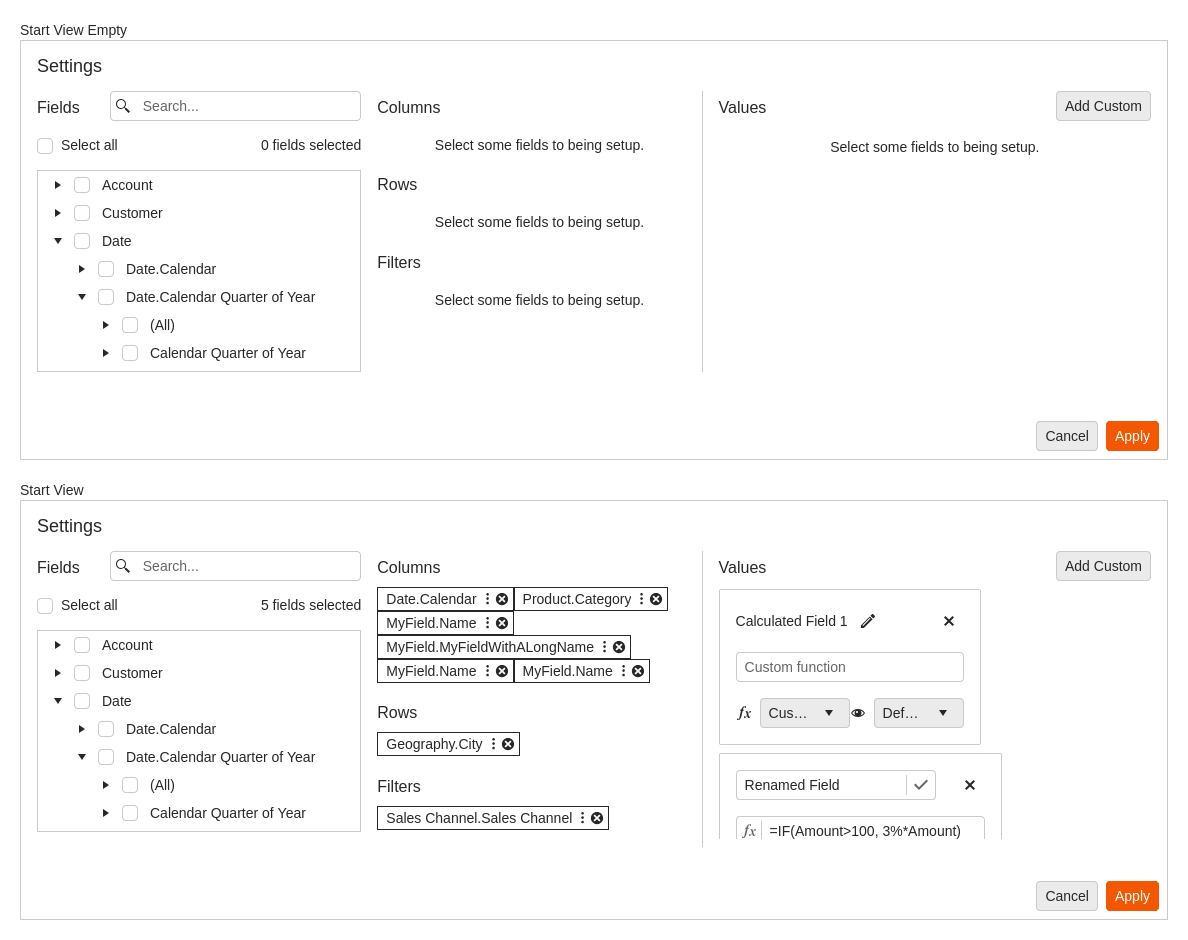 Start View Empty
Settings
Fields
Search...
Select all
0 fields selected
Account
Customer
Date
Date.Calendar
Date.Calendar Quarter of Year
(All)
Calendar Quarter of Year
Columns
Select some fields to being setup.
Rows
Select some fields to being setup.
Filters
Select some fields to being setup.
Values
Add Custom
Select some fields to being setup.
Cancel
Apply
Start View
Settings
Fields
Search...
Select all
5 fields selected
Account
Customer
Date
Date.Calendar
Date.Calendar Quarter of Year
(All)
Calendar Quarter of Year
Columns
Date.Calendar
Product.Category
MyField.Name
MyField.MyFieldWithALongName
MyField.Name
MyField.Name
Rows
Geography.City
Filters
Sales Channel.Sales Channel
Values
Add Custom
Calculated Field 1
Custom function
fx
Cus...
Def...
Renamed Field
fx
=IF(Amount>100, 3%*Amount)
Cancel
Apply